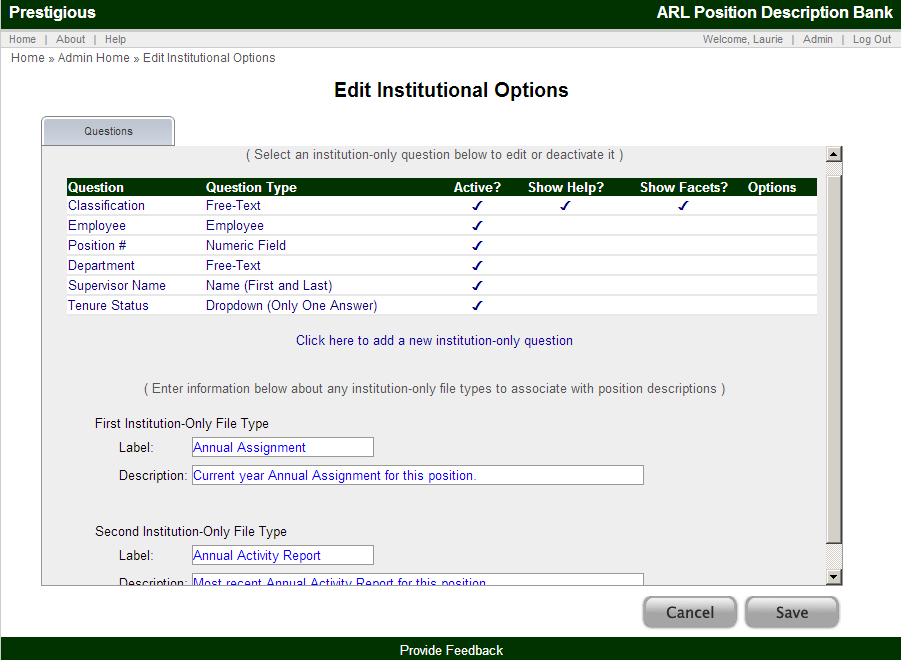 Prestigious ARL Position Description Bank
Home | About | Help Welcome, Laurie | Admin | Log Out
Home » Admin Home » Edit Institutional Options
Edit Institutional Options
Questions
( Select an institution-only question below to edit or deactivate it )
Question Question Type Active? Show Help? Show Facets? Options
Classification Free-Text ✓ ✓ ✓
Employee Employee ✓
Position # Numeric Field ✓
Department Free-Text ✓
Supervisor Name Name (First and Last) ✓
Tenure Status Dropdown (Only One Answer) ✓
Click here to add a new institution-only question
( Enter information below about any institution-only file types to associate with position descriptions )
First Institution-Only File Type
Label: Annual Assignment
Description: Current year Annual Assignment for this position.
Second Institution-Only File Type
Label: Annual Activity Report
Description: Most recent Annual Activity Report for this position
Cancel Save
Provide Feedback